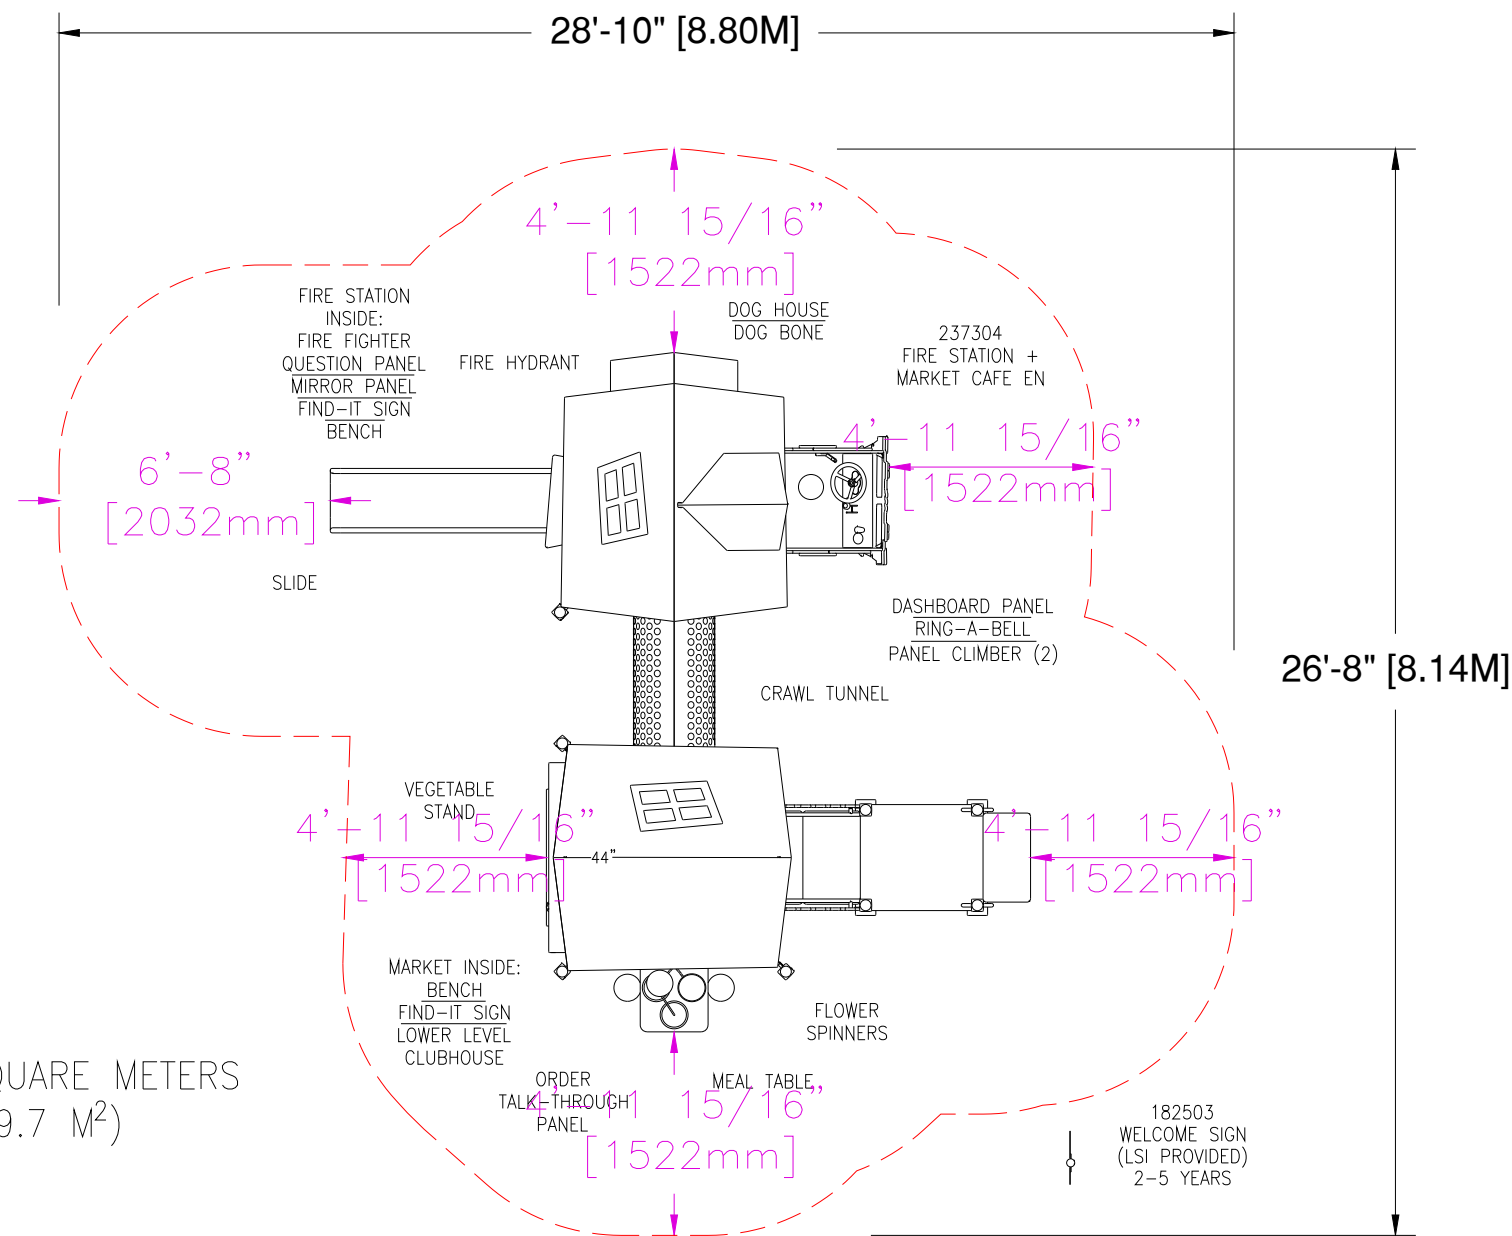 28'-10" [8.80M]
4'-11 15/16"
[1522mm]
FIRE STATION
INSIDE:
FIRE FIGHTER
QUESTION PANEL
MIRROR PANEL
FIND-IT SIGN
BENCH
FIRE HYDRANT
DOG HOUSE
DOG BONE
237304
FIRE STATION +
MARKET CAFE EN
4'-11 15/16"
[1522mm]
6'-8"
[2032mm]
SLIDE
DASHBOARD PANEL
RING-A-BELL
PANEL CLIMBER (2)
26'-8" [8.14M]
CRAWL TUNNEL
VEGETABLE
STAND
4'-11 15/16"
[1522mm]
44"
4'-11 15/16"
[1522mm]
MARKET INSIDE:
BENCH
FIND-IT SIGN
LOWER LEVEL
CLUBHOUSE
FLOWER
SPINNERS
ORDER
TALK-THROUGH
PANEL
MEAL TABLE
4'-11 15/16"
[1522mm]
QUARE METERS
9.7 M²)
182503
WELCOME SIGN
(LSI PROVIDED)
2-5 YEARS